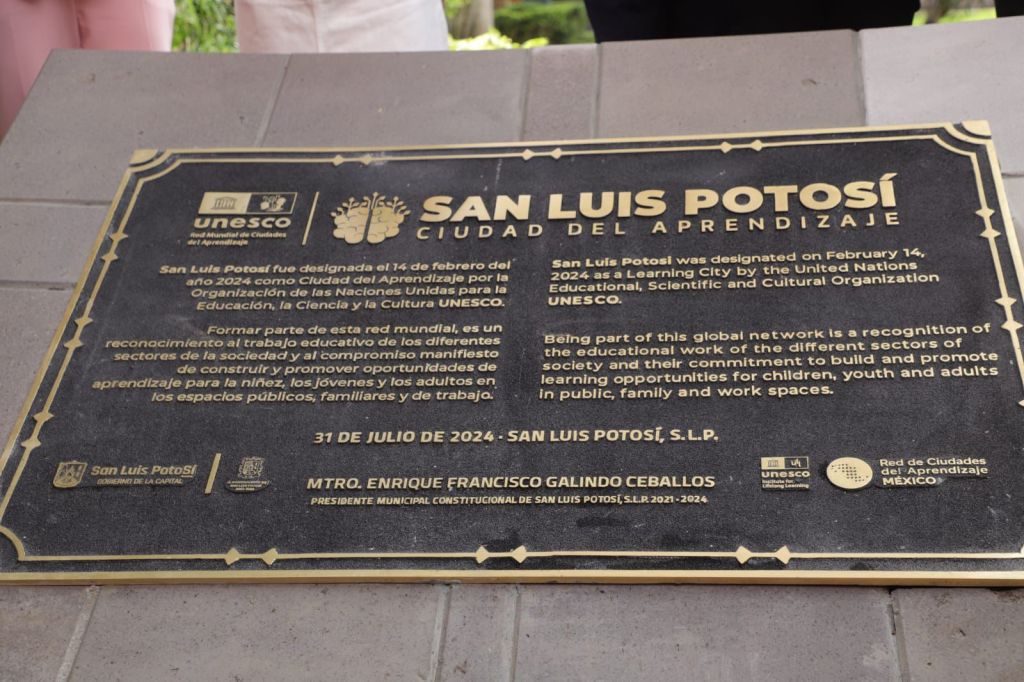 unesco
Red Mundial de Ciudades
del Aprendizaje
SAN LUIS POTOSÍ
CIUDAD DEL APRENDIZAJE
San Luis Potosí fue designada el 14 de febrero del
año 2024 como Ciudad del Aprendizaje por la
Organización de las Naciones Unidas para la
Educación, la Ciencia y la Cultura UNESCO.
Formar parte de esta red mundial, es un
reconocimiento al trabajo educativo de los diferentes
sectores de la sociedad y al compromiso manifiesto
de construir y promover oportunidades de
aprendizaje para la niñez, los jóvenes y los adultos en
los espacios públicos, familiares y de trabajo.
San Luis Potosi was designated on February 14,
2024 as a Learning City by the United Nations
Educational, Scientific and Cultural Organization
UNESCO.
Being part of this global network is a recognition of
the educational work of the different sectors of
society and their commitment to build and promote
learning opportunities for children, youth and adults
in public, family and work spaces.
31 DE JULIO DE 2024 - SAN LUIS POTOSÍ, S.L.P.
San Luis PotoSí
GOBIERNO DE LA CAPITAL
MTRO. ENRIQUE FRANCISCO GALINDO CEBALLOS
PRESIDENTE MUNICIPAL CONSTITUCIONAL DE SAN LUIS POTOSÍ, S.L.P. 2021 - 2024
unesco
Institute for
Lifelong Learning
Red de Ciudades
del Aprendizaje
MÉXICO